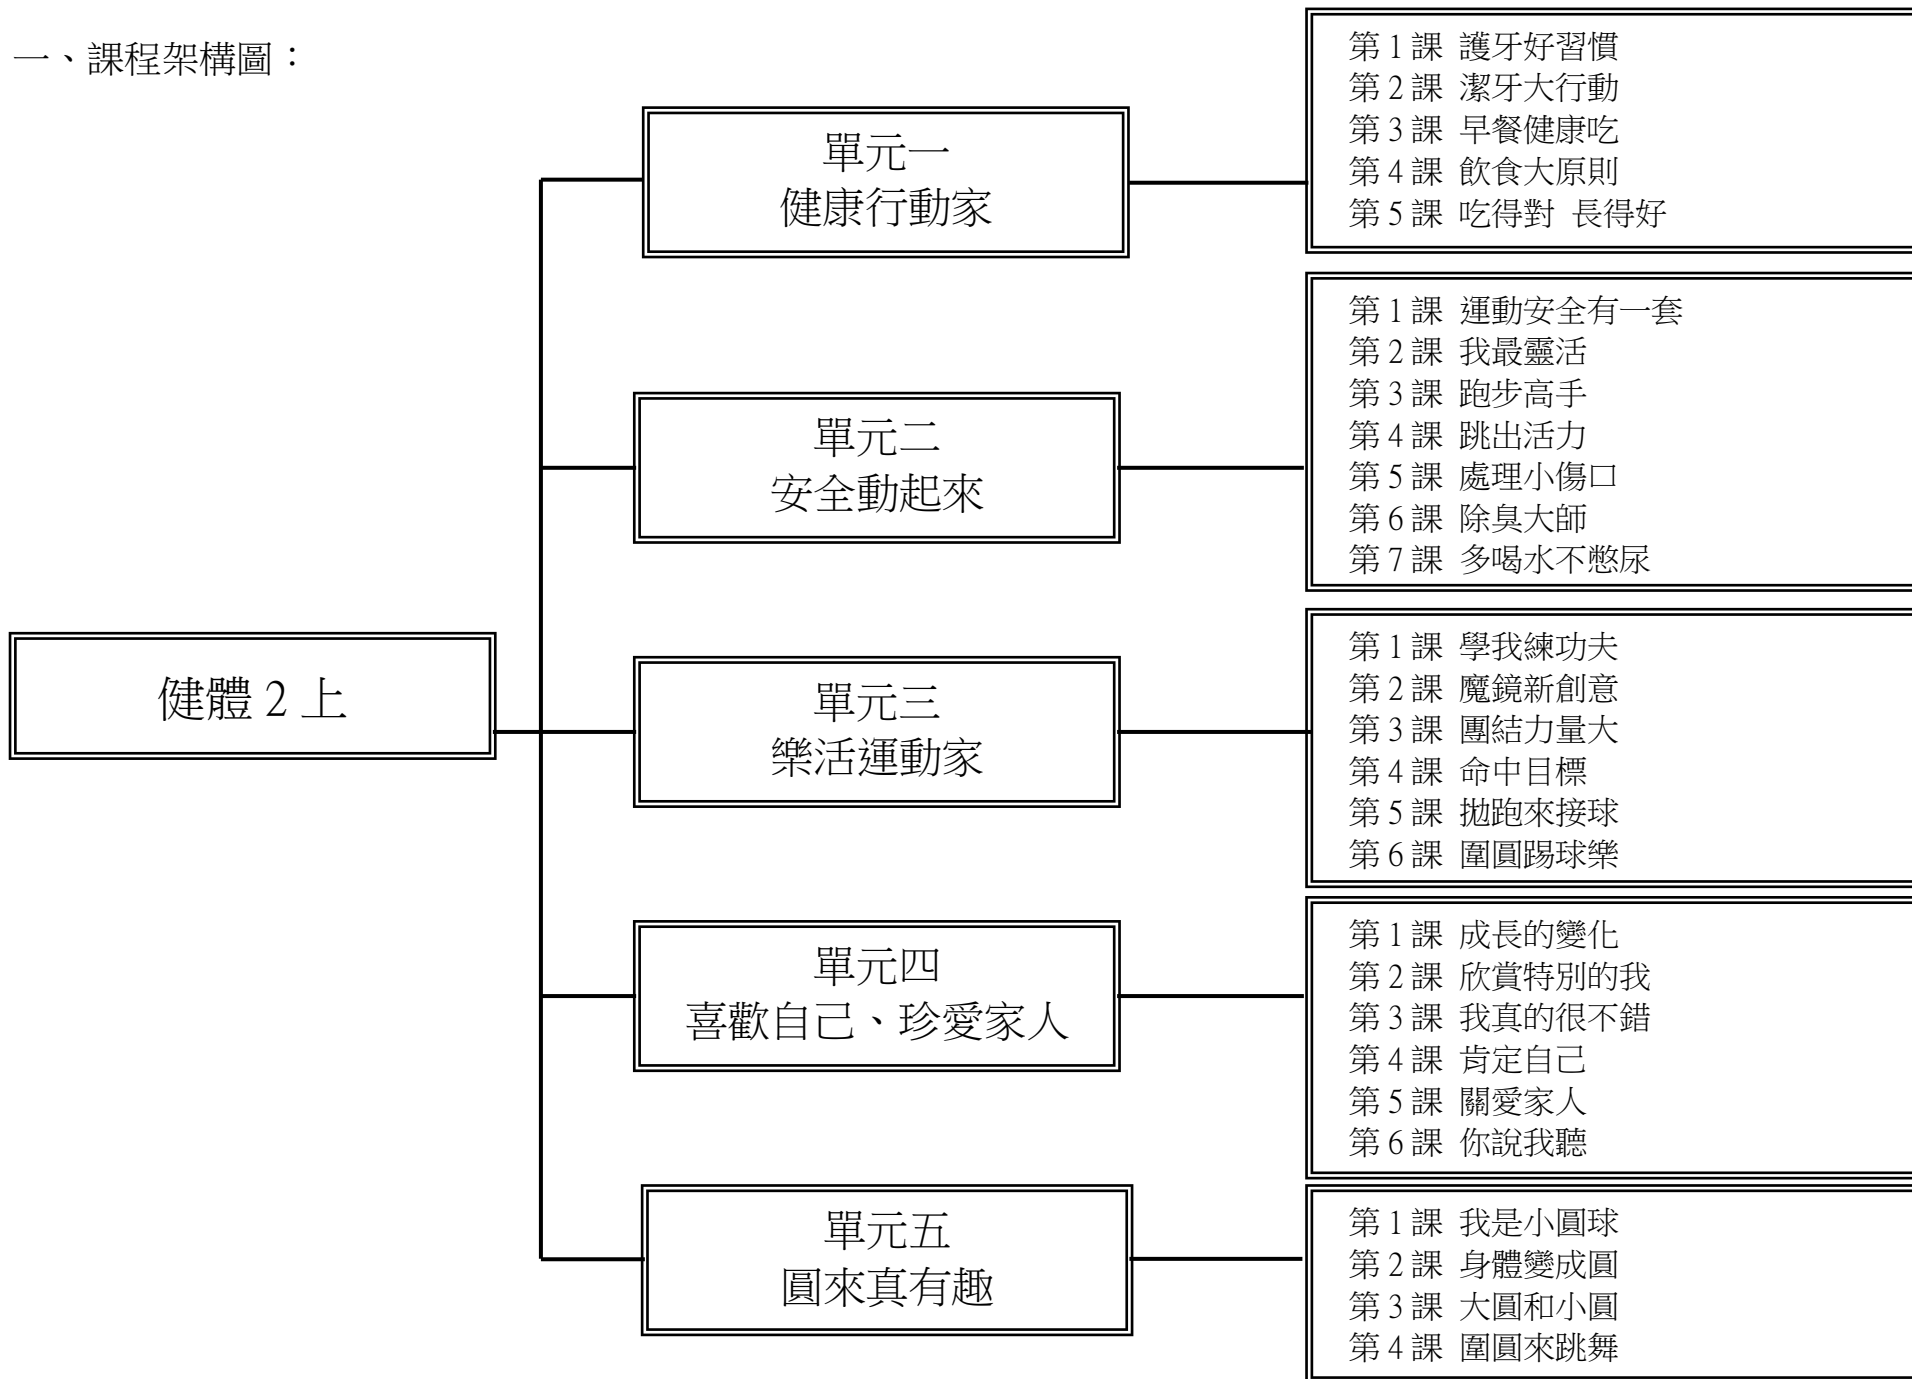 一、課程架構圖：
健體 2 上
單元一
健康行動家
第 1 課 護牙好習慣
第 2 課 潔牙大行動
第 3 課 早餐健康吃
第 4 課 飲食大原則
第 5 課 吃得對 長得好
單元二
安全動起來
第 1 課 運動安全有一套
第 2 課 我最靈活
第 3 課 跑步高手
第 4 課 跳出活力
第 5 課 處理小傷口
第 6 課 除臭大師
第 7 課 多喝水不憋尿
單元三
樂活運動家
第 1 課 學我練功夫
第 2 課 魔鏡新創意
第 3 課 團結力量大
第 4 課 命中目標
第 5 課 拋跑來接球
第 6 課 圍圓踢球樂
單元四
喜歡自己、珍愛家人
第 1 課 成長的變化
第 2 課 欣賞特別的我
第 3 課 我真的很不錯
第 4 課 肯定自己
第 5 課 關愛家人
第 6 課 你說我聽
單元五
圓來真有趣
第 1 課 我是小圓球
第 2 課 身體變成圓
第 3 課 大圓和小圓
第 4 課 圍圓來跳舞